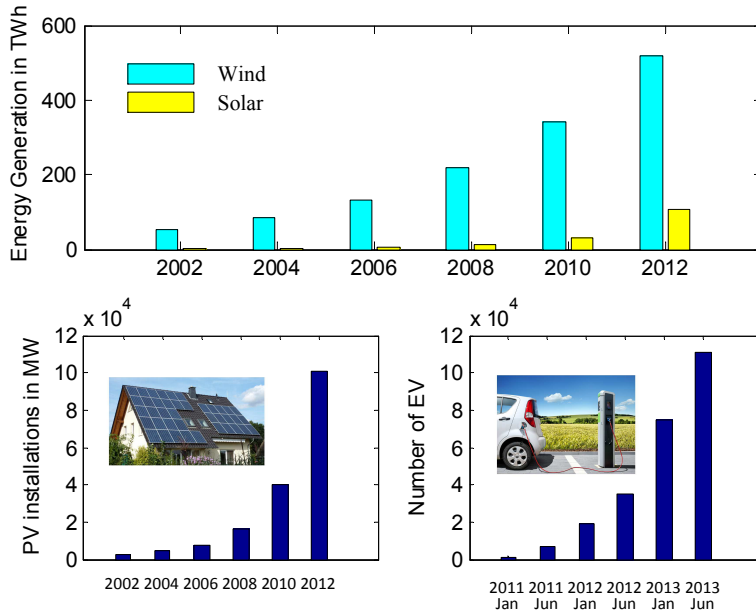 Energy Generation in TWh
600
400
200
0
Wind
Solar
2002 2004 2006 2008 2010 2012
PV installations in MW
x 10^4
12
10
8
6
4
2
0
2002 2004 2006 2008 2010 2012
Number of EV
x 10^4
12
10
8
6
4
2
0
2011 2011 2012 2012 2013 2013
Jan Jun Jan Jun Jan Jun